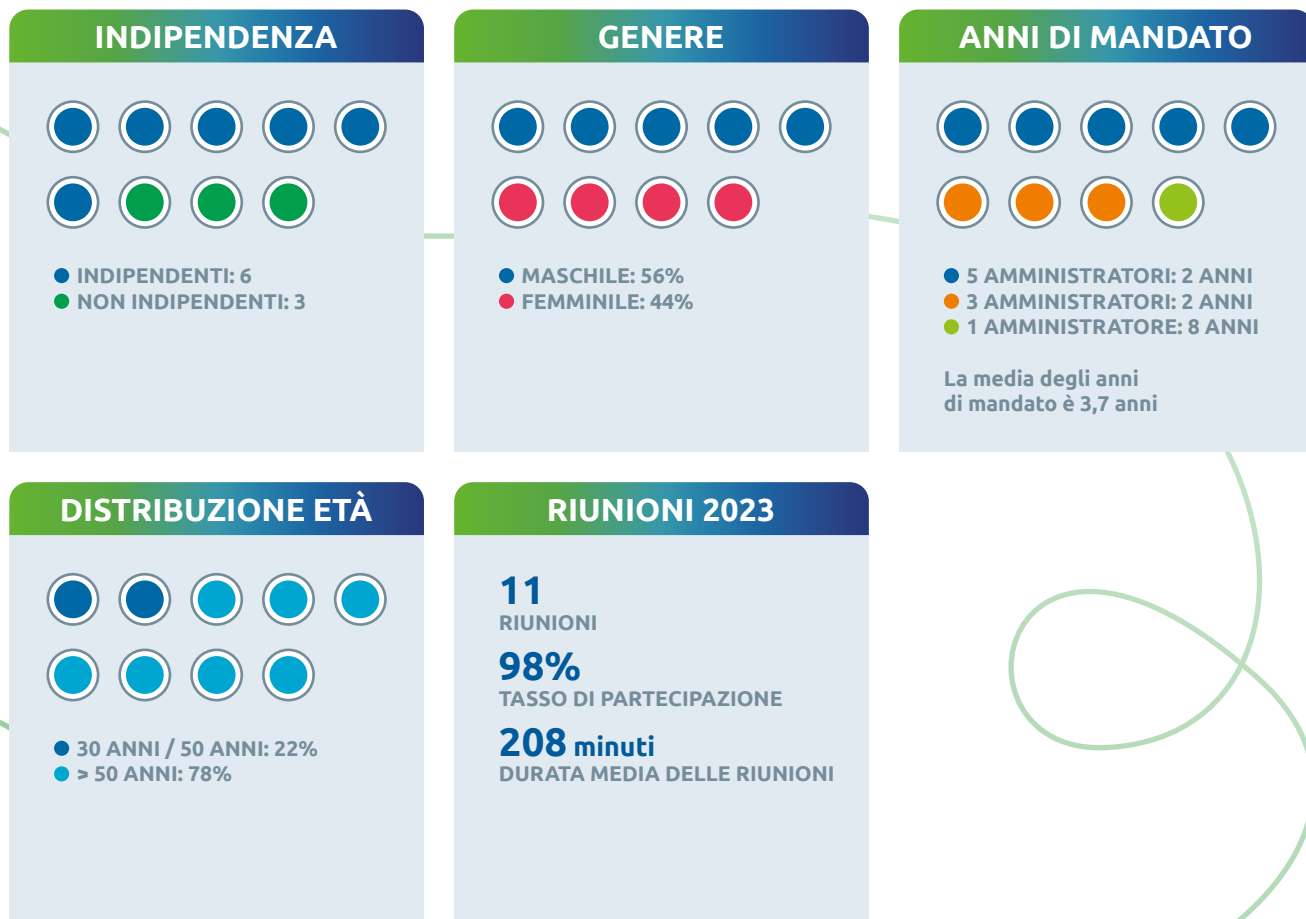 INDIPENDENZA
INDIPENDENTI: 6
NON INDIPENDENTI: 3
GENERE
MASCHILE: 56%
FEMMINILE: 44%
ANNI DI MANDATO
5 AMMINISTRATORI: 2 ANNI
3 AMMINISTRATORI: 2 ANNI
1 AMMINISTRATORE: 8 ANNI
La media degli anni
di mandato è 3,7 anni
DISTRIBUZIONE ETÀ
30 ANNI / 50 ANNI: 22%
> 50 ANNI: 78%
RIUNIONI 2023
11
RIUNIONI
98%
TASSO DI PARTECIPAZIONE
208 minuti
DURATA MEDIA DELLE RIUNIONI